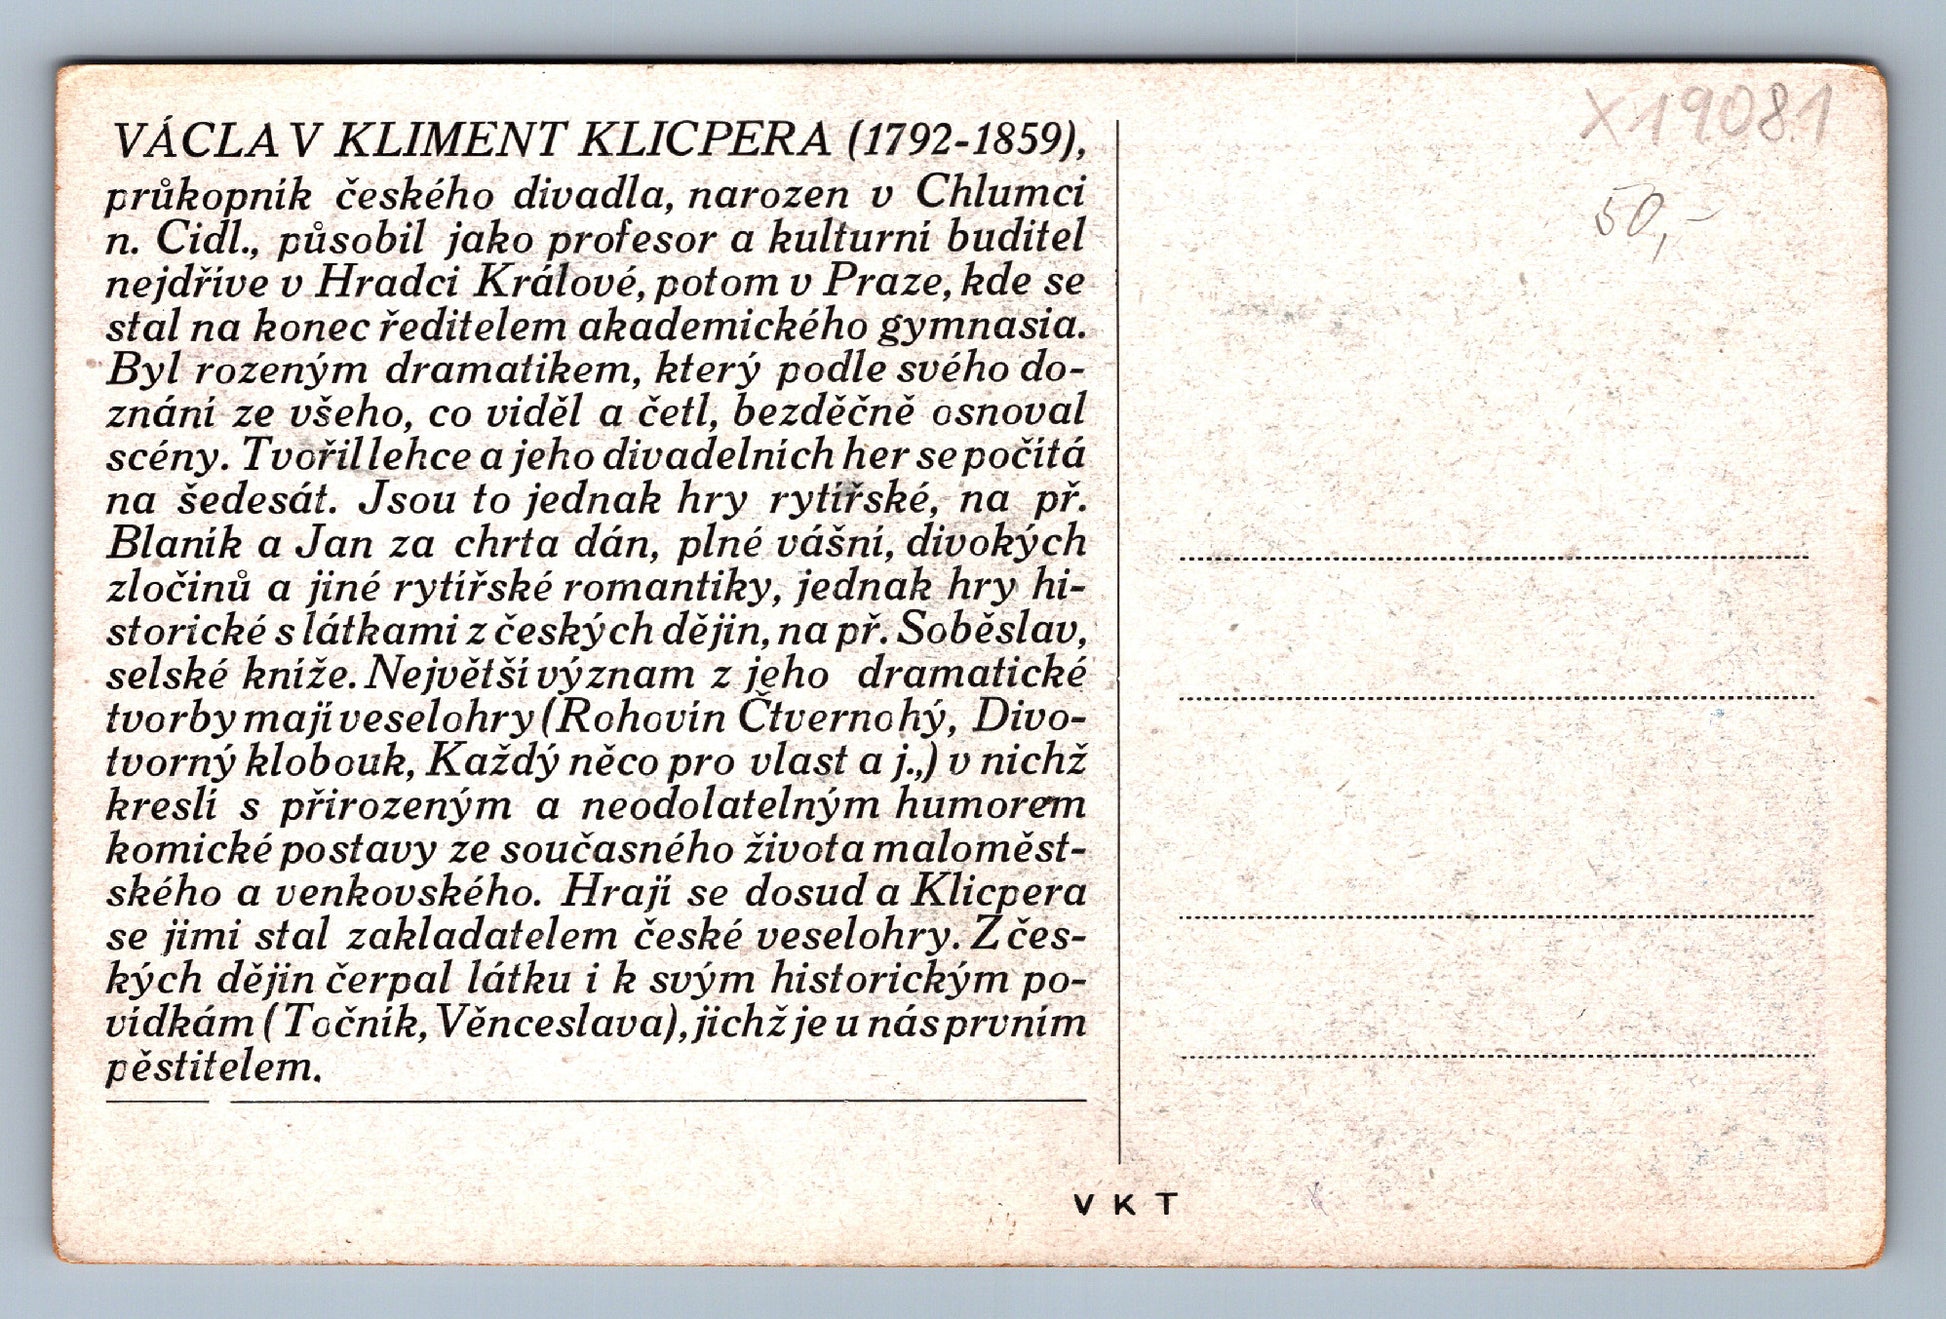 VÁCLAV KLIMENT KLICPERA (1792-1859),
průkopník českého divadla, narozen v Chlumci
n. Cidl., působil jako profesor a kulturní buditel
nejdříve v Hradci Králové, potom v Praze, kde se
stal na konec ředitelem akademického gymnasia.
Byl rozeným dramatikem, který podle svého do-
znání ze všeho, co viděl a četl, bezděčně osnoval
scény. Tvořil lehce a jeho divadelních her se počítá
na šedesát. Jsou to jednak hry rytířské, na př.
Blaník a Jan za chrta dán, plné vášní, divokých
zločinů a jiné rytířské romantiky, jednak hry hi-
storické s látkami z českých dějin, na př. Soběslav,
selské kníže. Největší význam z jeho dramatické
tvorby mají veselohry (Rohovín Čtvernohý, Divo-
tvorný klobouk, Každý něco pro vlast a j.,) v nichž
kreslí s přirozeným a neodolatelným humorem
komické postavy ze současného života maloměst-
ského a venkovského. Hrají se dosud a Klicpera
se jimi stal zakladatelem české veselohry. Z čes-
kých dějin čerpal látku i k svým historickým po-
vídkám (Točník, Věnceslava), jichž je u nás prvním
pěstitelem.
V K T
X19081
50,-